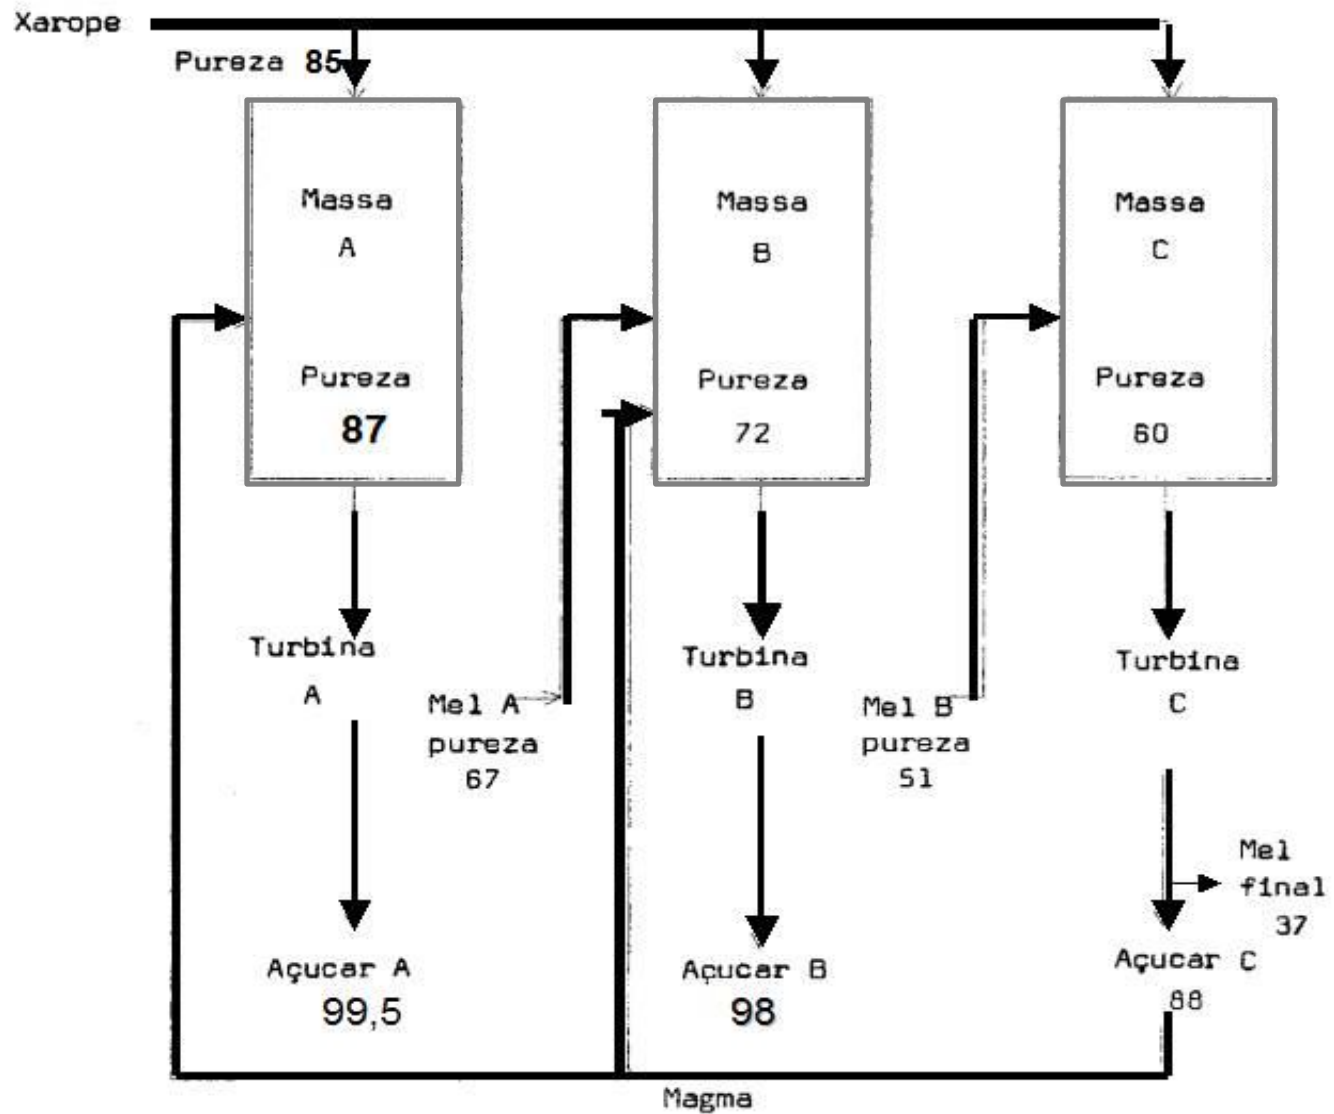 Xarope
Pureza 85
Massa
A
Pureza
87
Massa
B
Pureza
72
Massa
C
Pureza
60
Turbina
A
Mel A
pureza
67
Turbina
B
Mel B
pureza
51
Turbina
C
Mel
final
37
Açucar A
99,5
Açucar B
98
Açucar C
88
Magma